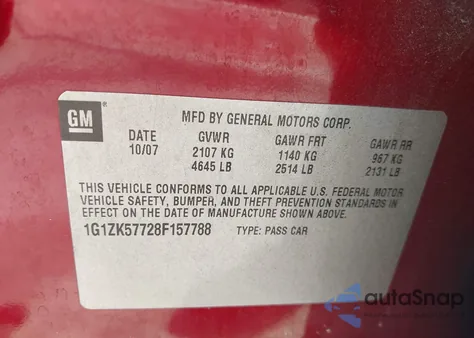 GM
MFD BY GENERAL MOTORS CORP.
DATE GVWR GAWR FRT GAWR RR
10/07 2107 KG 1140 KG 967 KG
4645 LB 2514 LB 2131 LB
THIS VEHICLE CONFORMS TO ALL APPLICABLE U.S. FEDERAL MOTOR
VEHICLE SAFETY, BUMPER, AND THEFT PREVENTION STANDARDS
IN EFFECT ON THE DATE OF MANUFACTURE SHOWN ABOVE.
1G1ZK57728F157788 TYPE: PASS CAR
autoSnap